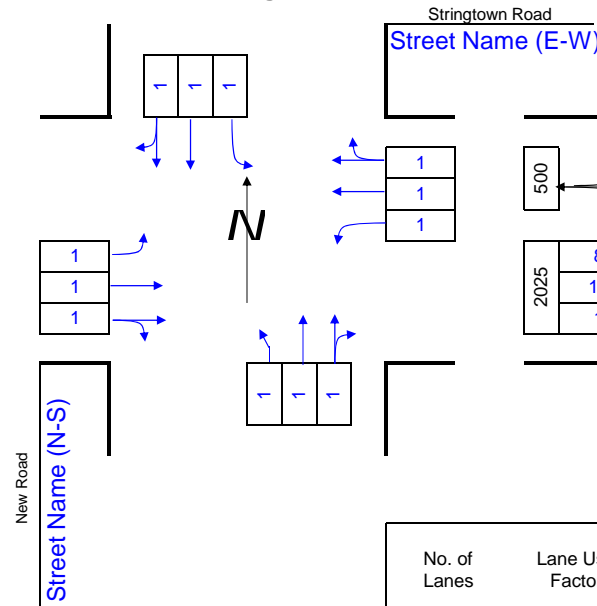 Stringtown Road
Street Name (E-W)
1 1 1
1
1
1
500
N
1
1
1
2025
1 1 1
New Road
Street Name (N-S)
No. of
Lanes
Lane